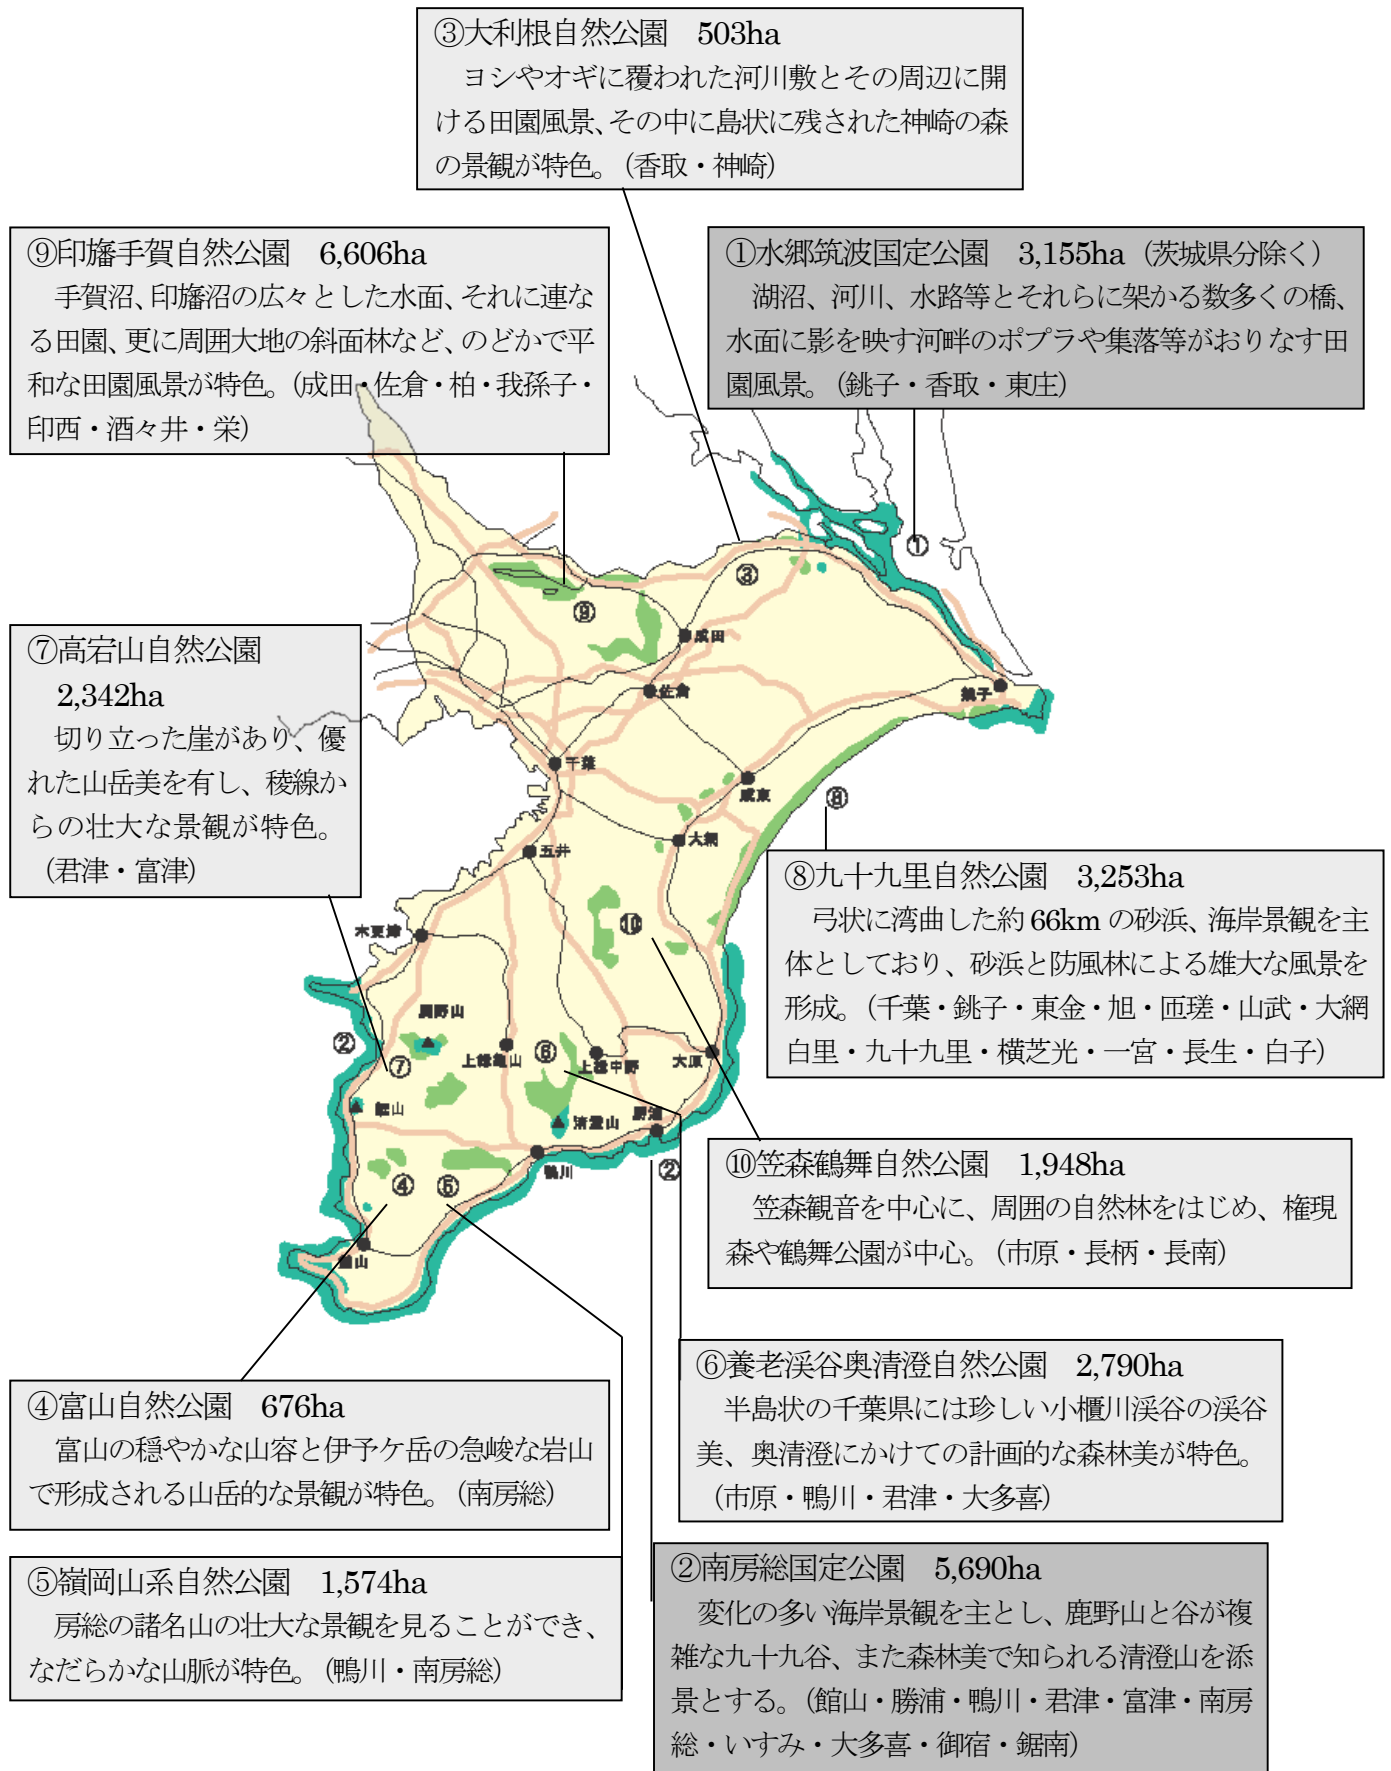 ③大利根自然公園　503ha
ヨシやオギに覆われた河川敷とその周辺に開
ける田園風景、その中に島状に残された神崎の森
の景観が特色。（香取・神崎）
⑨印旛手賀自然公園　6,606ha
手賀沼、印旛沼の広々とした水面、それに連な
る田園、更に周囲大地の斜面林など、のどかで平
和な田園風景が特色。（成田・佐倉・柏・我孫子・
印西・酒々井・栄）
①水郷筑波国定公園　3,155ha（茨城県分除く）
湖沼、河川、水路等とそれらに架かる数多くの橋、
水面に影を映す河畔のポプラや集落等がおりなす田
園風景。（銚子・香取・東庄）
①
③
⑨
成田
佐倉
銚子
⑦高宕山自然公園
2,342ha
切り立った崖があり、優
れた山岳美を有し、稜線か
らの壮大な景観が特色。
（君津・富津）
千葉
成東
⑧
大網
五井
⑧九十九里自然公園　3,253ha
弓状に湾曲した約 66km の砂浜、海岸景観を主
体としており、砂浜と防風林による雄大な風景を
形成。（千葉・銚子・東金・旭・匝瑳・山武・大網
白里・九十九里・横芝光・一宮・長生・白子）
⑩
木更津
鹿野山
②
⑦
上総亀山
⑥
上総中野
大原
鋸山
清澄山
勝浦
②
鴨川
④
⑤
館山
⑩笠森鶴舞自然公園　1,948ha
笠森観音を中心に、周囲の自然林をはじめ、権現
森や鶴舞公園が中心。（市原・長柄・長南）
⑥養老渓谷奥清澄自然公園　2,790ha
半島状の千葉県には珍しい小櫃川渓谷の渓谷
美、奥清澄にかけての計画的な森林美が特色。
（市原・鴨川・君津・大多喜）
④富山自然公園　676ha
富山の穏やかな山容と伊予ケ岳の急峻な岩山
で形成される山岳的な景観が特色。（南房総）
⑤嶺岡山系自然公園　1,574ha
房総の諸名山の壮大な景観を見ることができ、
なだらかな山脈が特色。（鴨川・南房総）
②南房総国定公園　5,690ha
変化の多い海岸景観を主とし、鹿野山と谷が複
雑な九十九谷、また森林美で知られる清澄山を添
景とする。（館山・勝浦・鴨川・君津・富津・南房
総・いすみ・大多喜・御宿・鋸南）